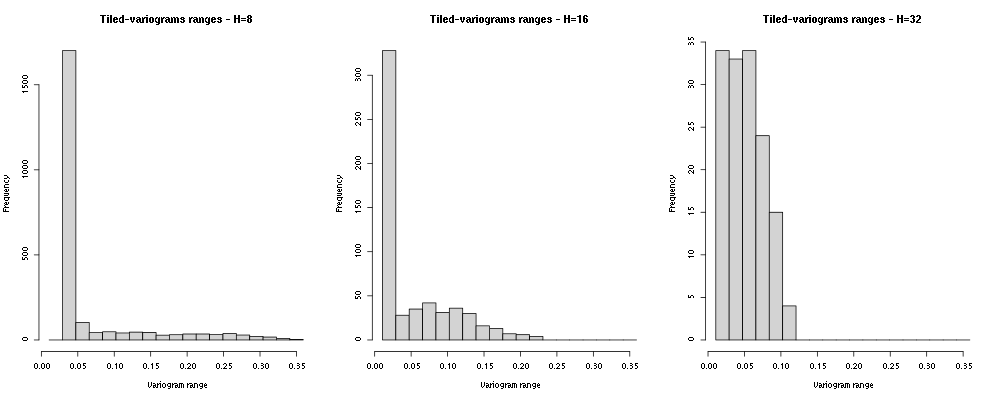 Tiled-variograms ranges - H=8
Frequency
1500
1000
500
0
0.00 0.05 0.10 0.15 0.20 0.25 0.30 0.35
Variogram range
Tiled-variograms ranges - H=16
Frequency
300
250
200
150
100
50
0
0.00 0.05 0.10 0.15 0.20 0.25 0.30 0.35
Variogram range
Tiled-variograms ranges - H=32
Frequency
35
30
25
20
15
10
5
0
0.00 0.05 0.10 0.15 0.20 0.25 0.30 0.35
Variogram range